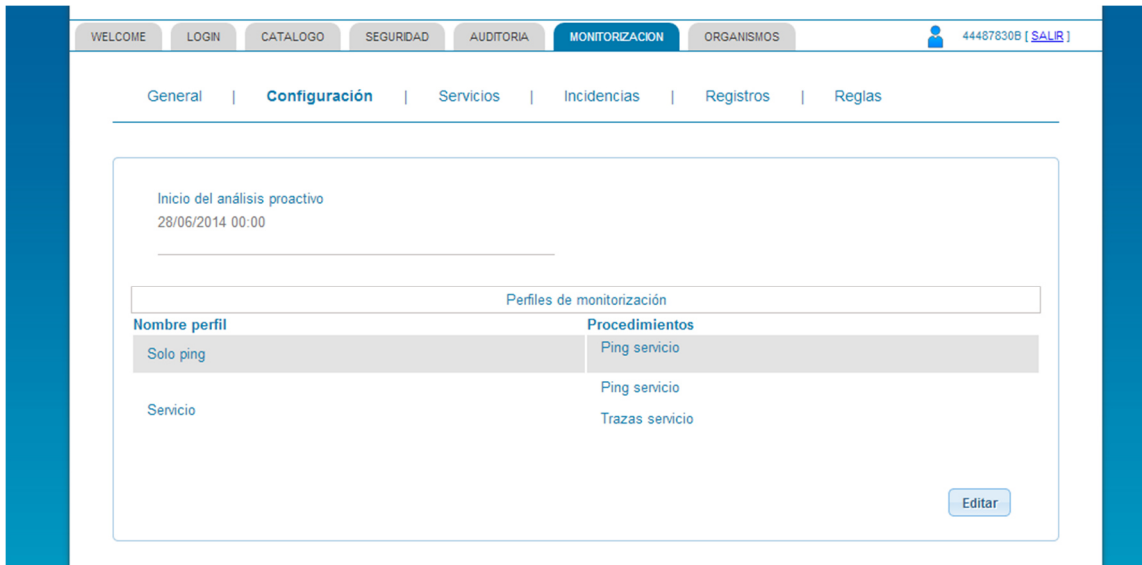 WELCOME LOGIN CATALOGO SEGURIDAD AUDITORIA MONITORIZACION ORGANISMOS 44487830B [ SALIR ]
General | Configuración | Servicios | Incidencias | Registros | Reglas
Inicio del análisis proactivo
28/06/2014 00:00
Perfiles de monitorización
Nombre perfil Procedimientos
Solo ping Ping servicio
Ping servicio
Servicio
Trazas servicio
Editar